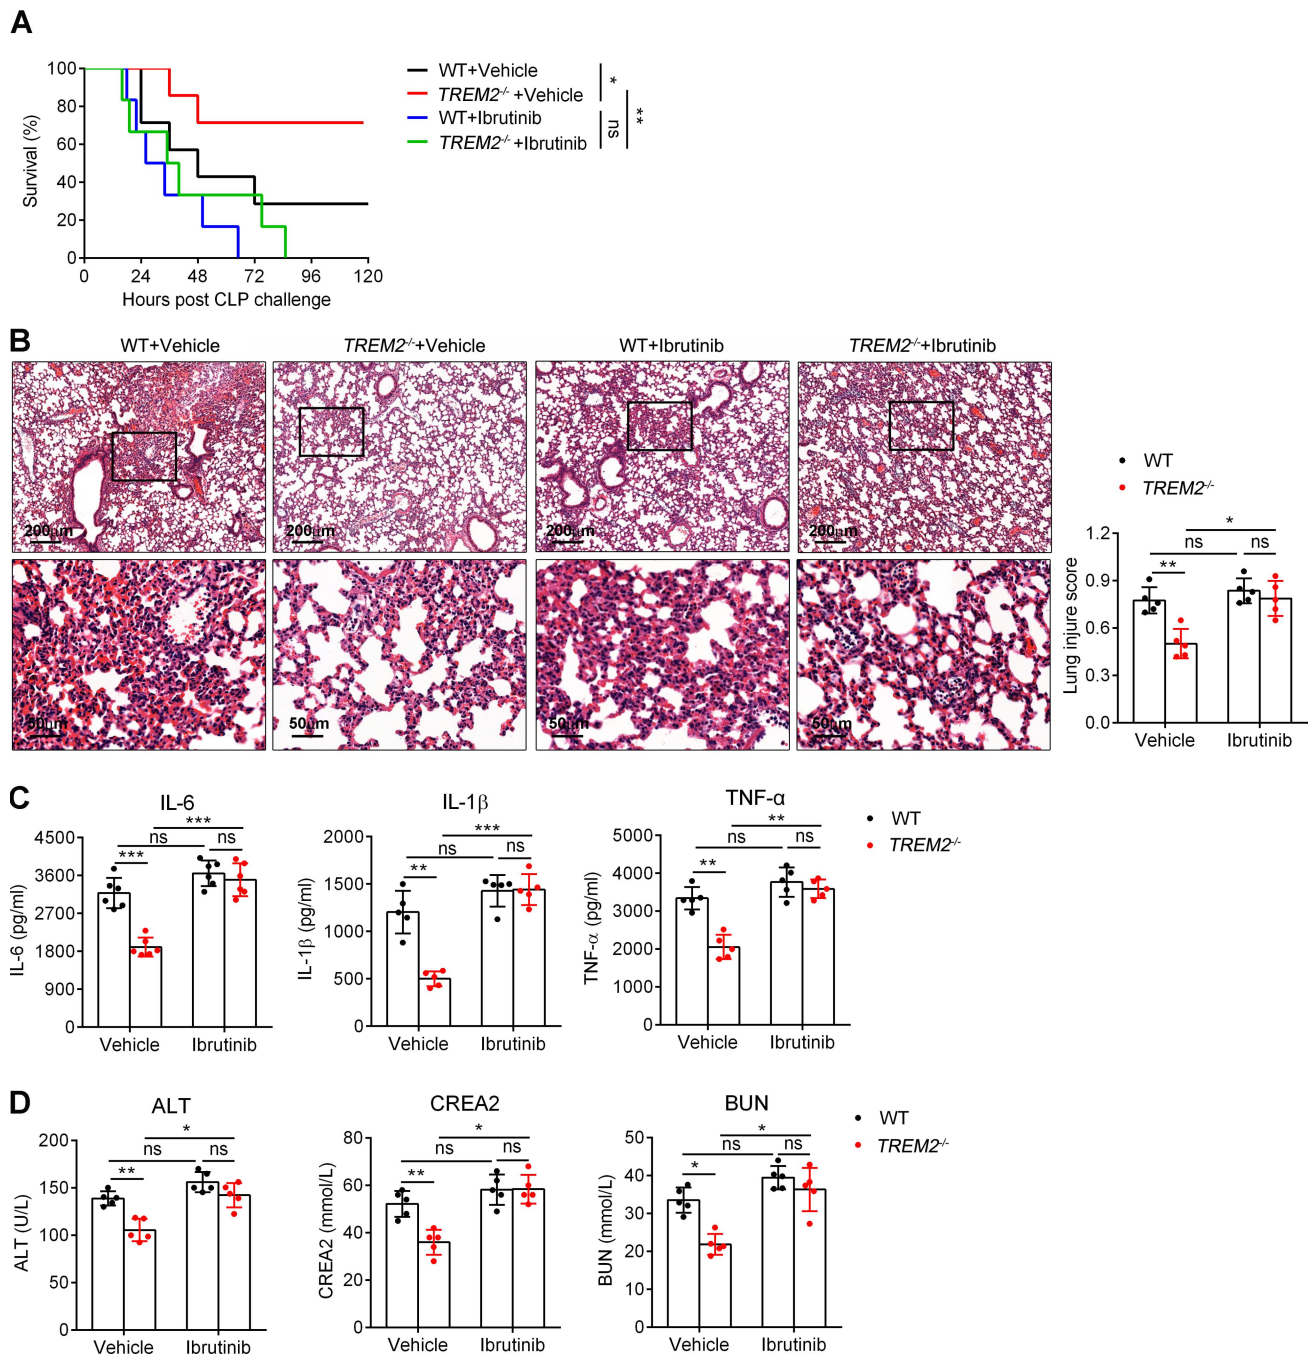 A
100
80
60
40
20
0
Survival (%)
0 24 48 72 96 120
Hours post CLP challenge
WT+Vehicle
TREM2-/- +Vehicle
WT+Ibrutinib
TREM2-/- +Ibrutinib
*
ns
**
B
WT+Vehicle TREM2-/-+Vehicle WT+Ibrutinib TREM2-/-+Ibrutinib
200μm 200μm 200μm 200μm
50μm 50μm 50μm 50μm
WT
TREM2-/-
*
ns ns
**
1.2
0.9
0.6
0.3
0.0
Lung injure score
Vehicle Ibrutinib
C
IL-6
***
ns ns
***
4500
3600
2700
1800
900
0
IL-6 (pg/ml)
Vehicle Ibrutinib
IL-1β
***
ns ns
**
2000
1500
1000
500
0
IL-1β (pg/ml)
Vehicle Ibrutinib
TNF-α
**
ns ns
**
5000
4000
3000
2000
1000
0
TNF-α (pg/ml)
Vehicle Ibrutinib
WT
TREM2-/-
D
ALT
*
ns ns
**
200
150
100
50
0
ALT (U/L)
Vehicle Ibrutinib
CREA2
*
ns ns
**
80
60
40
20
0
CREA2 (mmol/L)
Vehicle Ibrutinib
BUN
*
ns ns
*
50
40
30
20
10
0
BUN (mmol/L)
Vehicle Ibrutinib
WT
TREM2-/-